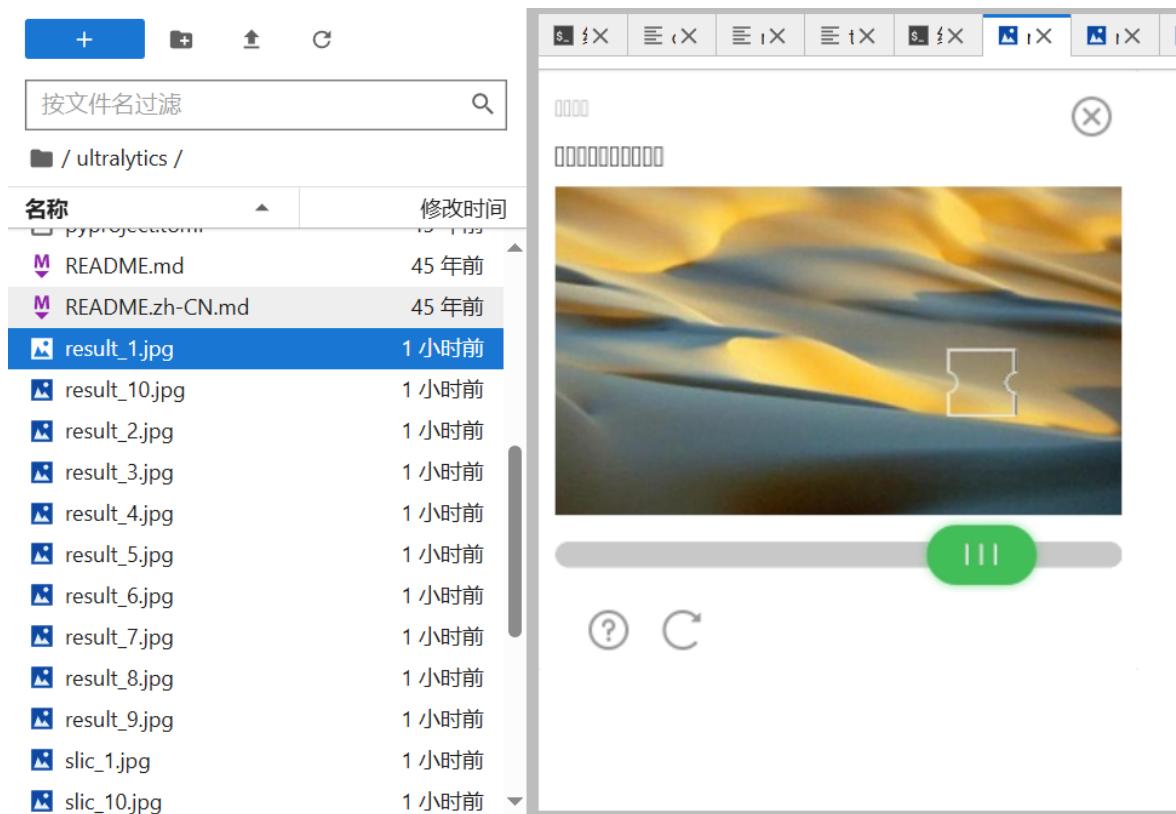 +
按文件名过滤
/ ultralytics /
名称 修改时间
pyproject.toml 45 年前
README.md 45 年前
README.zh-CN.md 45 年前
result_1.jpg 1 小时前
result_10.jpg 1 小时前
result_2.jpg 1 小时前
result_3.jpg 1 小时前
result_4.jpg 1 小时前
result_5.jpg 1 小时前
result_6.jpg 1 小时前
result_7.jpg 1 小时前
result_8.jpg 1 小时前
result_9.jpg 1 小时前
slic_1.jpg 1 小时前
slic_10.jpg 1 小时前